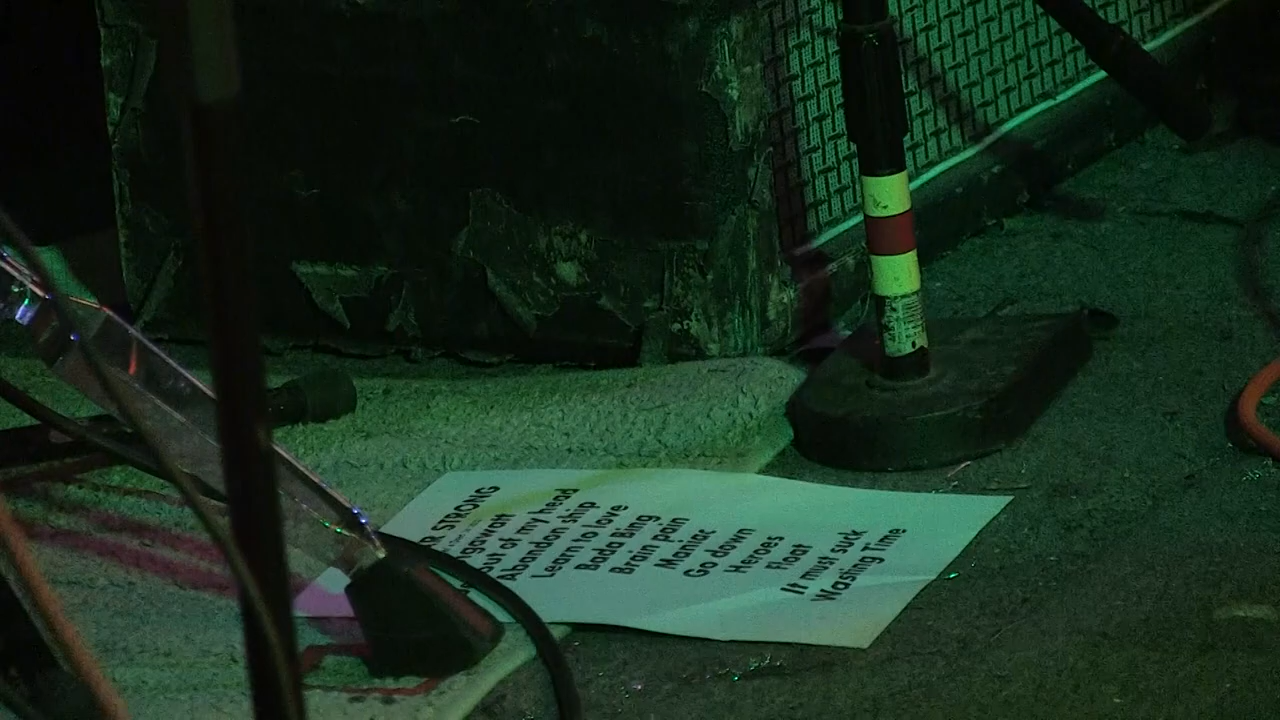 R STRONG
gawatt
out of my head
Abandon ship
Learn to love
Bada Bing
Brain pain
Maniac
Go down
Heroes
Float
It must suck
Wasting Time